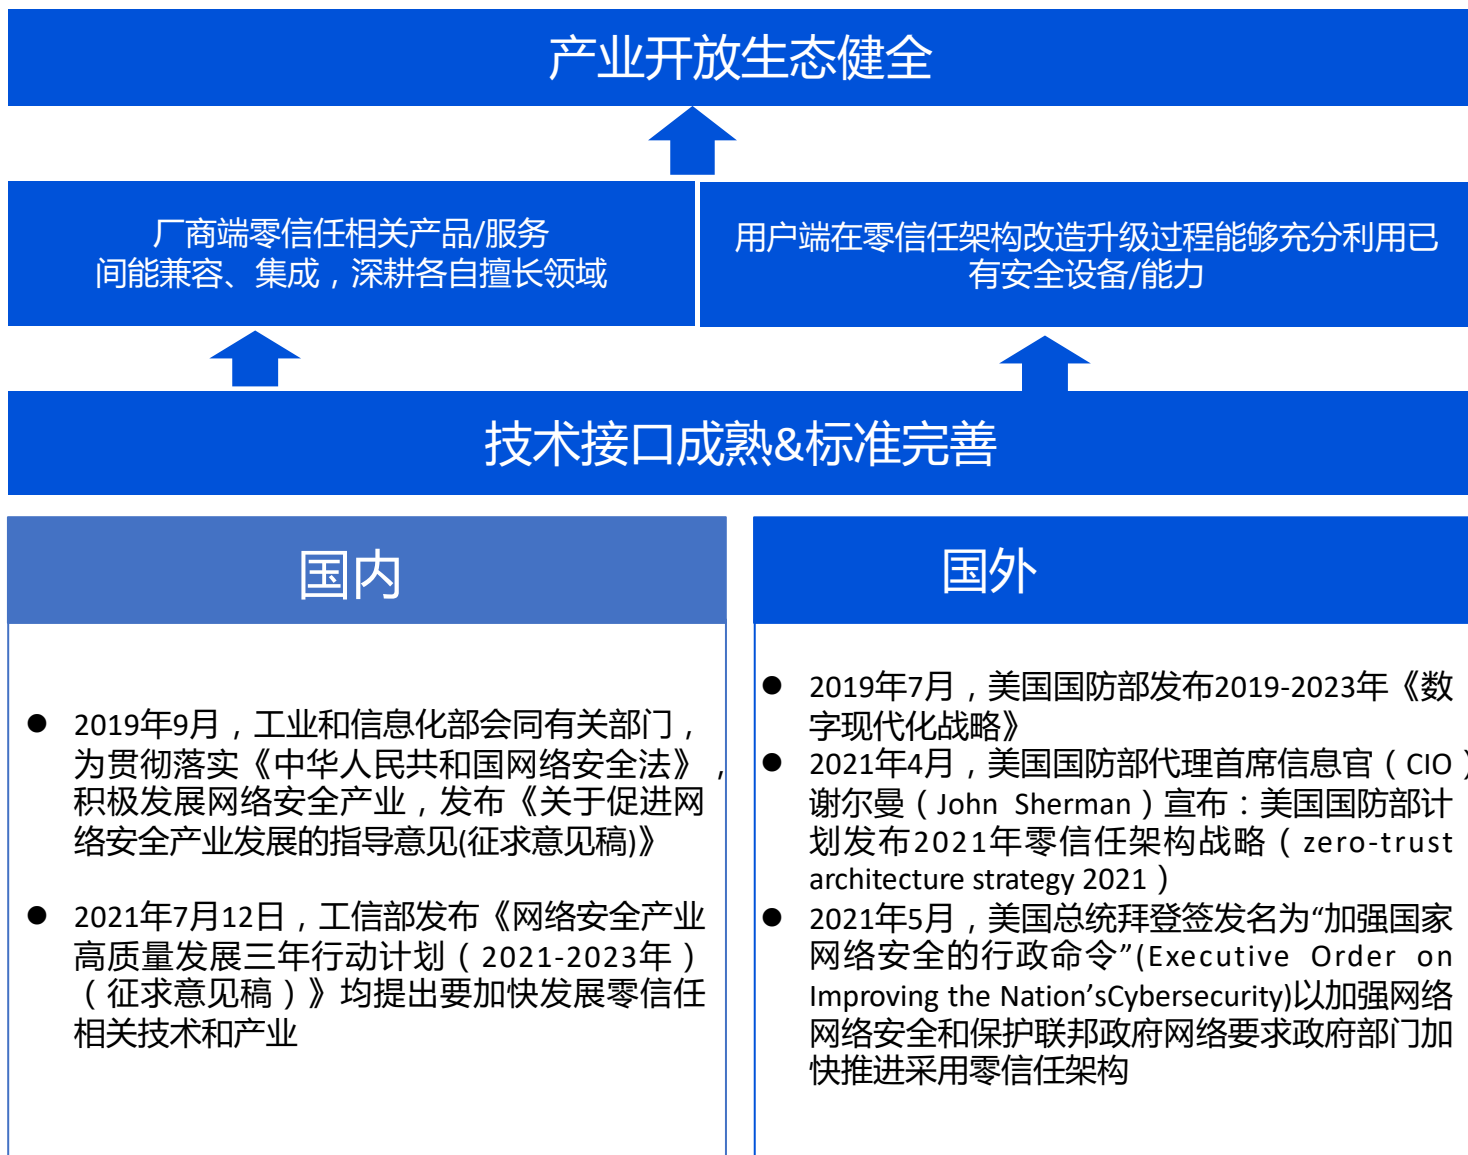 产业开放生态健全
厂商端零信任相关产品/服务
间能兼容、集成，深耕各自擅长领域
用户端在零信任架构改造升级过程能够充分利用已
有安全设备/能力
技术接口成熟&标准完善
国内
● 2019年9月，工业和信息化部会同有关部门，
为贯彻落实《中华人民共和国网络安全法》，
积极发展网络安全产业，发布《关于促进网
络安全产业发展的指导意见(征求意见稿)》
● 2021年7月12日，工信部发布《网络安全产业
高质量发展三年行动计划（2021-2023年）
（征求意见稿）》均提出要加快发展零信任
相关技术和产业
国外
● 2019年7月，美国国防部发布2019-2023年《数
字现代化战略》
● 2021年4月，美国国防部代理首席信息官（CIO）
谢尔曼（John Sherman）宣布：美国国防部计
划发布2021年零信任架构战略（zero-trust
architecture strategy 2021）
● 2021年5月，美国总统拜登签发名为“加强国家
网络安全的行政命令”(Executive Order on
Improving the Nation’sCybersecurity)以加强网络
网络安全和保护联邦政府网络要求政府部门加
快推进采用零信任架构